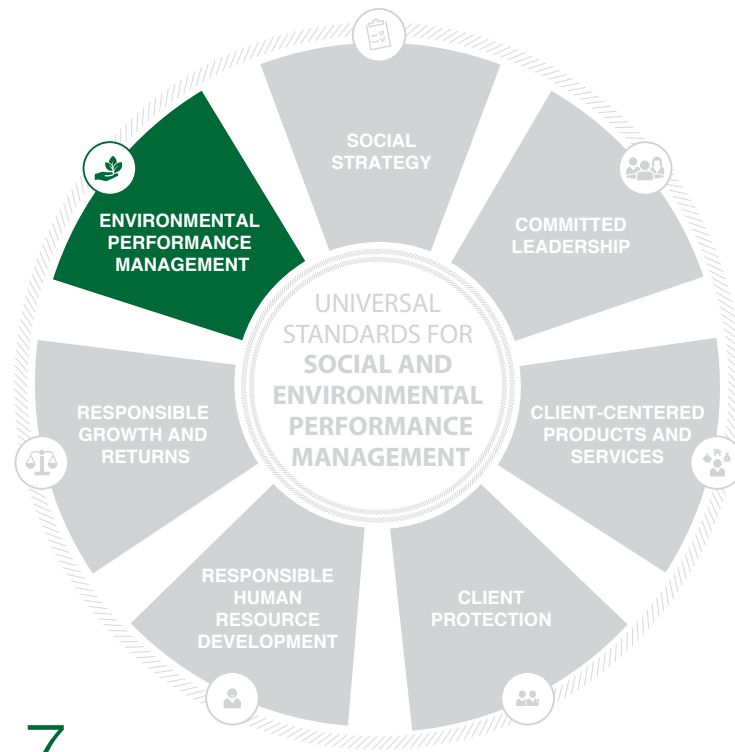 SOCIAL
STRATEGY
COMMITTED
LEADERSHIP
CLIENT-CENTERED
PRODUCTS AND
SERVICES
CLIENT
PROTECTION
RESPONSIBLE
HUMAN
RESOURCE
DEVELOPMENT
RESPONSIBLE
GROWTH AND
RETURNS
ENVIRONMENTAL
PERFORMANCE
MANAGEMENT
UNIVERSAL
STANDARDS FOR
SOCIAL AND
ENVIRONMENTAL
PERFORMANCE
MANAGEMENT
7